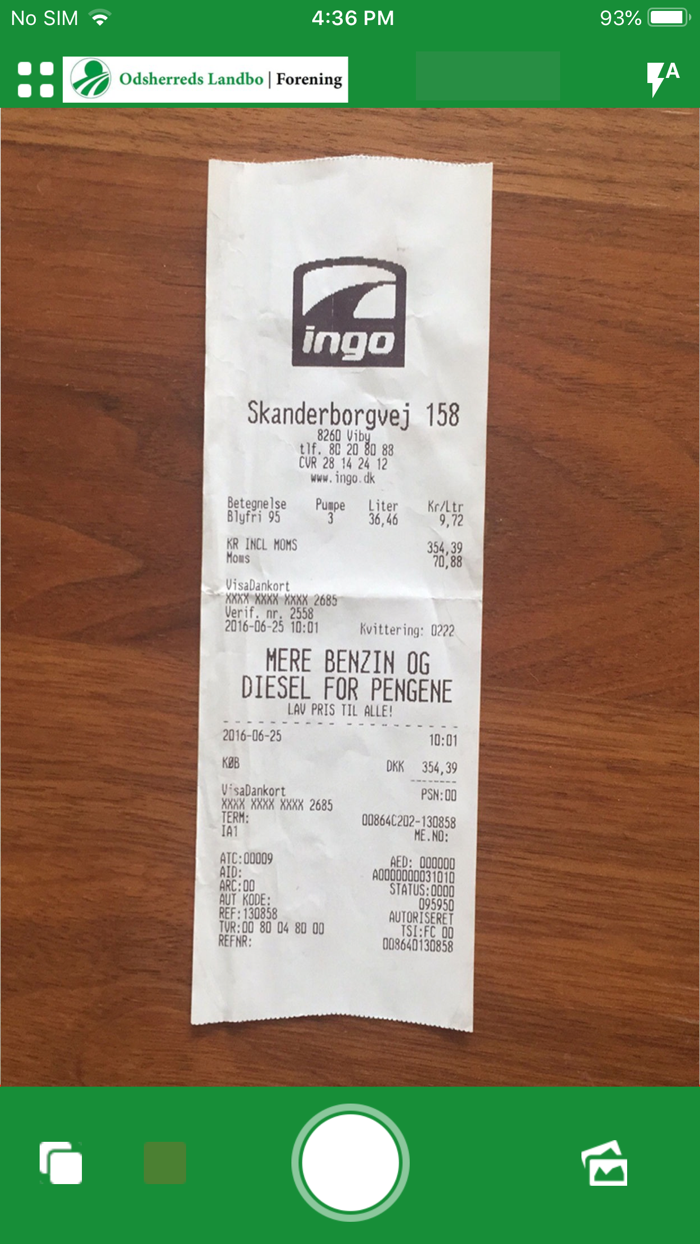 No SIM 4:36 PM 93%
Odsherreds Landbo | Forening
A
ingo
Skanderborgvej 158
8260 Viby
tlf. 80 20 80 88
CVR 28 14 24 12
www.ingo.dk
Betegnelse Pumpe Liter Kr/Ltr
Blyfri 95 3 36,46 9,72
KR INCL MOMS 354,39
Moms 70,88
VisaDankort
XXXX XXXX XXXX 2685
Verif. nr. 2558
2016-06-25 10:01 Kvittering: 0222
MERE BENZIN OG
DIESEL FOR PENGENE
LAV PRIS TIL ALLE!
2016-06-25 10:01
KØB DKK 354,39
PSN:00
VisaDankort
XXXX XXXX XXXX 2685
TERM: 00864C202-130858
IA1 ME.NO:
ATC:00009 AED: 000000
AID: A0000000031010
ARC:00 STATUS:0000
AUT KODE: 095950
REF:130858 AUTORISERET
TVR:00 80 04 80 00 TSI:FC 00
REFNR: 008640130858